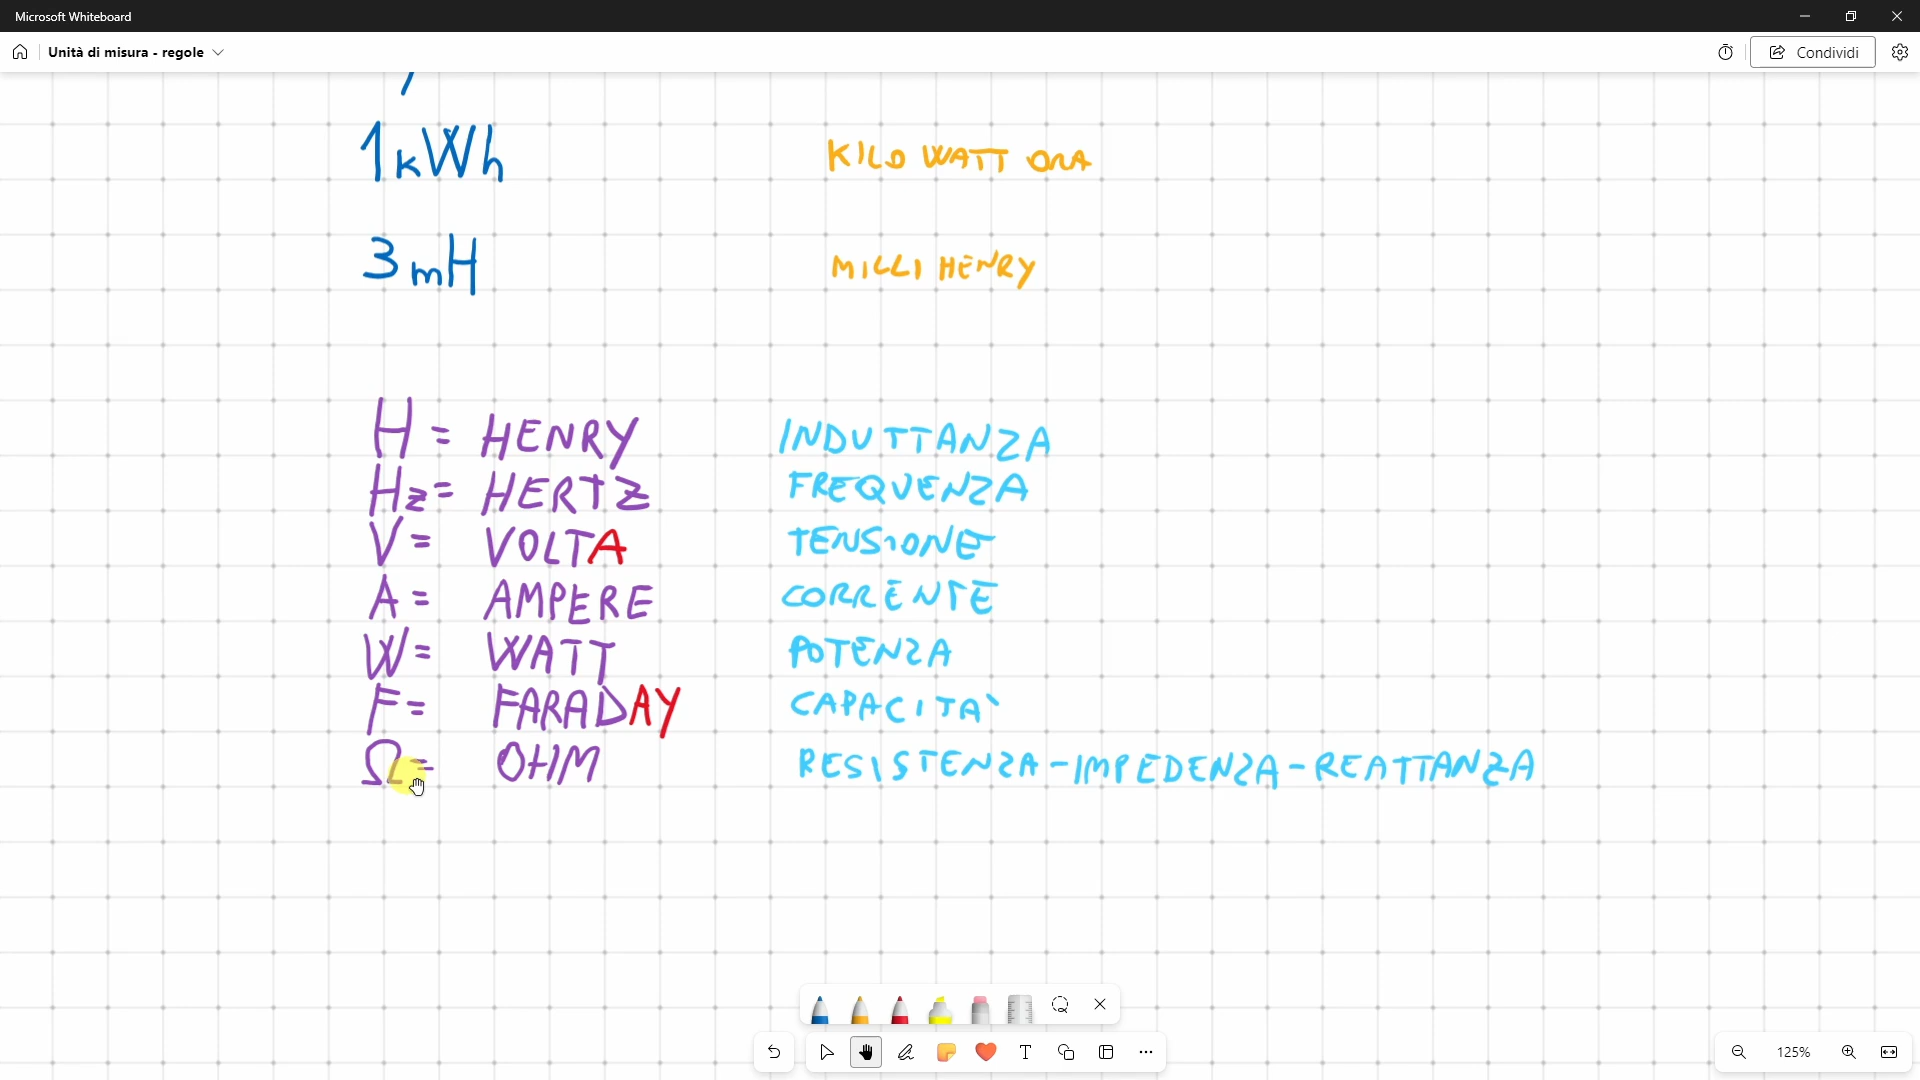 Microsoft Whiteboard
Unità di misura - regole
Condividi
1 kWh KILO WATT ORA
3 mH MILLI HENRY
H = HENRY INDUTTANZA
Hz = HERTZ FREQUENZA
V = VOLTA TENSIONE
A = AMPERE CORRENTE
W = WATT POTENZA
F = FARADAY CAPACITA`
Ω = OHM RESISTENZA - IMPEDENZA - REATTANZA
125%